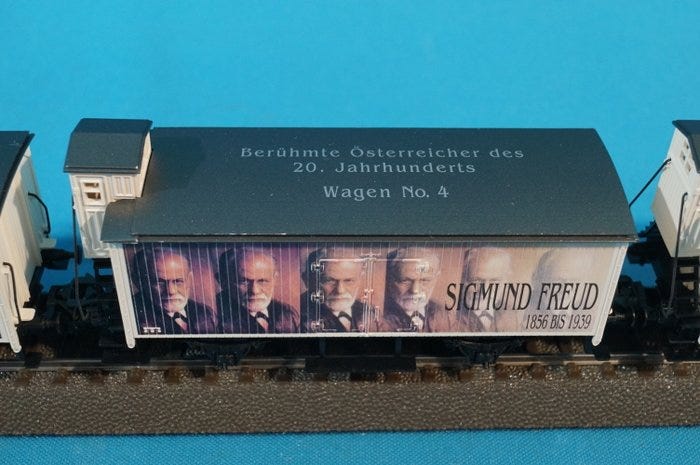 Berühmte Österreicher des
20. Jahrhunderts
Wagen No. 4
SIGMUND FREUD
1856 BIS 1939